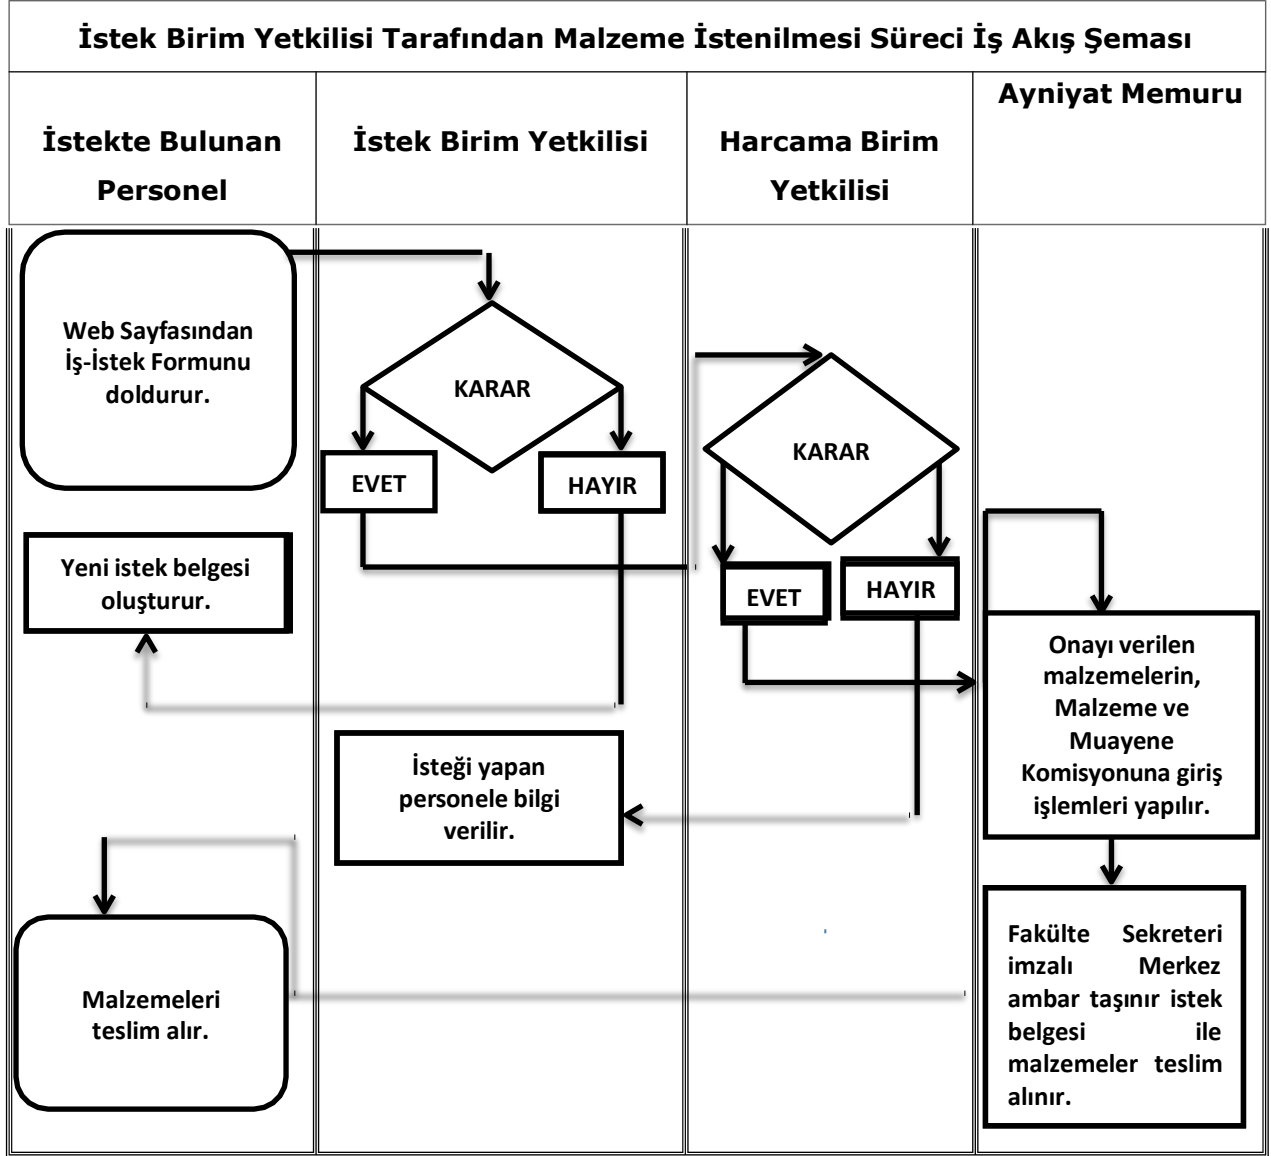 İstek Birim Yetkilisi Tarafından Malzeme İstenilmesi Süreci İş Akış Şeması
İstekte Bulunan
Personel
İstek Birim Yetkilisi
Harcama Birim
Yetkilisi
Ayniyat Memuru
Web Sayfasından
İş-İstek Formunu
doldurur.
KARAR
EVET
HAYIR
KARAR
EVET
HAYIR
Yeni istek belgesi
oluşturur.
Onayı verilen
malzemelerin,
Malzeme ve
Muayene
Komisyonuna giriş
işlemleri yapılır.
İsteği yapan
personele bilgi
verilir.
Fakülte Sekreteri
imzalı Merkez
ambar taşınır istek
belgesi ile
malzemeler teslim
alınır.
Malzemeleri
teslim alır.